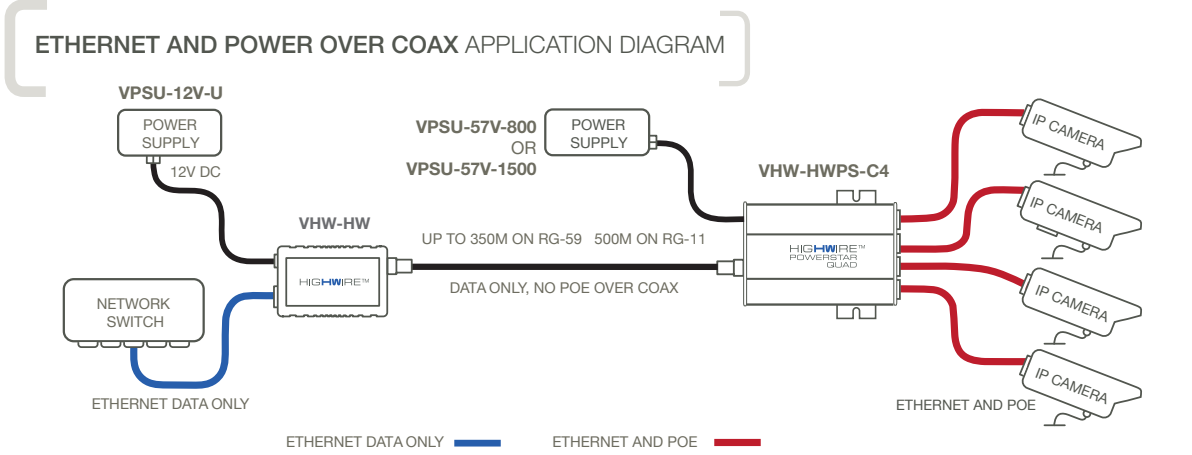 ETHERNET AND POWER OVER COAX APPLICATION DIAGRAM
VPSU-12V-U
POWER
SUPPLY
12V DC
VPSU-57V-800
OR
VPSU-57V-1500
POWER
SUPPLY
VHW-HWPS-C4
VHW-HW
HIGHWIRE™
UP TO 350M ON RG-59 500M ON RG-11
DATA ONLY, NO POE OVER COAX
HIGHWIRE™
POWERSTAR
QUAD
IP CAMERA
IP CAMERA
IP CAMERA
IP CAMERA
NETWORK
SWITCH
ETHERNET DATA ONLY
ETHERNET AND POE
ETHERNET DATA ONLY
ETHERNET AND POE